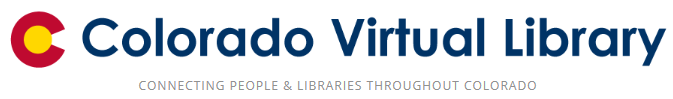 Colorado Virtual Library
CONNECTING PEOPLE & LIBRARIES THROUGHOUT COLORADO